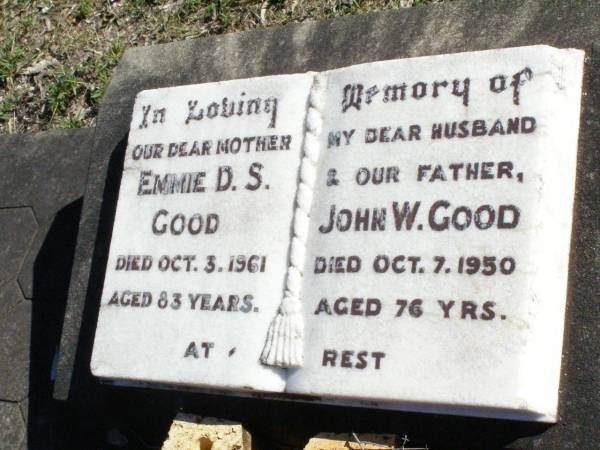 In Loving Memory of
OUR DEAR MOTHER
EMMIE D. S.
GOOD
DIED OCT. 3. 1961
AGED 83 YEARS.
MY DEAR HUSBAND
& OUR FATHER,
JOHN W. GOOD
DIED OCT. 7. 1950
AGED 76 YRS.
AT REST